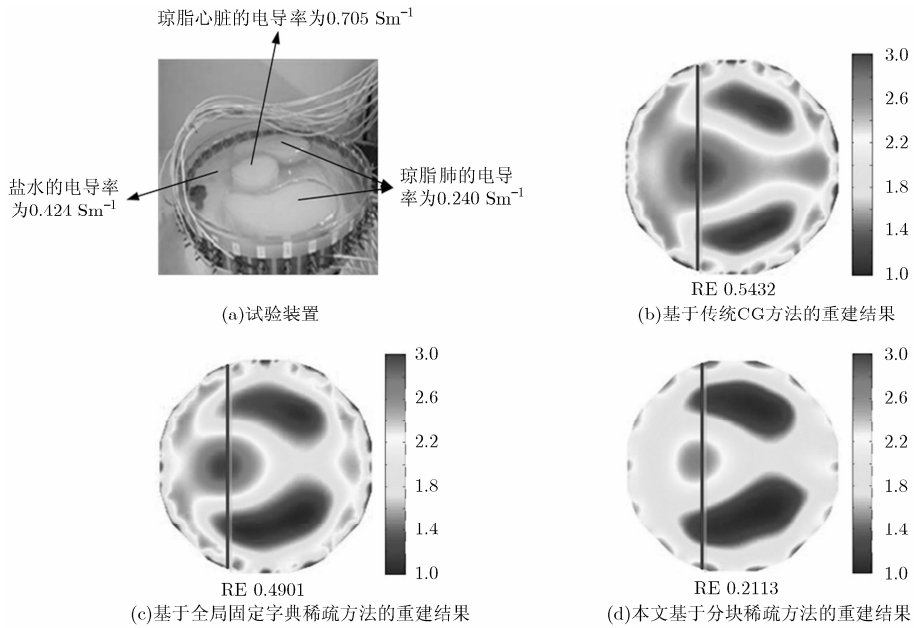 琼脂心脏的电导率为0.705 Sm⁻¹
盐水的电导率
为0.424 Sm⁻¹
琼脂肺的电导
率为0.240 Sm⁻¹
(a)试验装置
3.0
2.6
2.2
1.8
1.4
1.0
RE 0.5432
(b)基于传统CG方法的重建结果
3.0
2.6
2.2
1.8
1.4
1.0
RE 0.4901
(c)基于全局固定字典稀疏方法的重建结果
3.0
2.6
2.2
1.8
1.4
1.0
RE 0.2113
(d)本文基于分块稀疏方法的重建结果